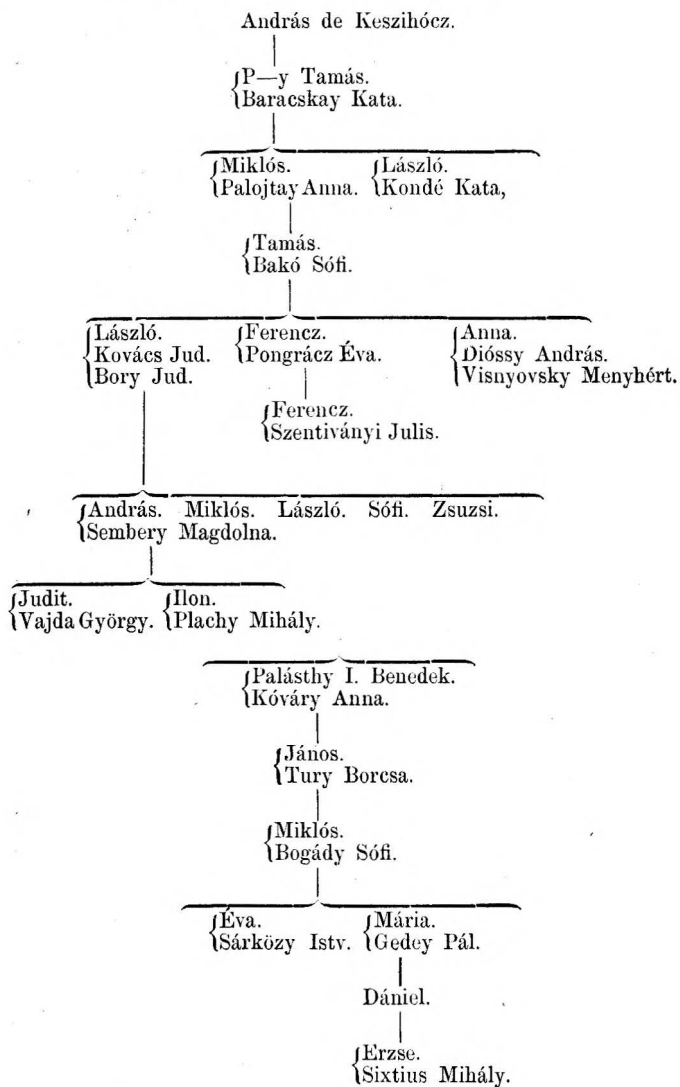 András de Keszihócz.
P—y Tamás.
Baracskay Kata.
Miklós. László.
Palojtay Anna. Kondé Kata,
Tamás.
Bakó Sófi.
László. Ferencz. Anna.
Kovács Jud. Pongrácz Éva. Dióssy András.
Bory Jud. Visnyovsky Menyhért.
Ferencz.
Szentiványi Julis.
András. Miklós. László. Sófi. Zsuzsi.
Sembery Magdolna.
Judit. Ilon.
Vajda György. Plachy Mihály.
Palásthy I. Benedek.
Kóváry Anna.
János.
Tury Borcsa.
Miklós.
Bogády Sófi.
Éva. Mária.
Sárközy Istv. Gedey Pál.
Dániel.
Erzse.
Sixtius Mihály.